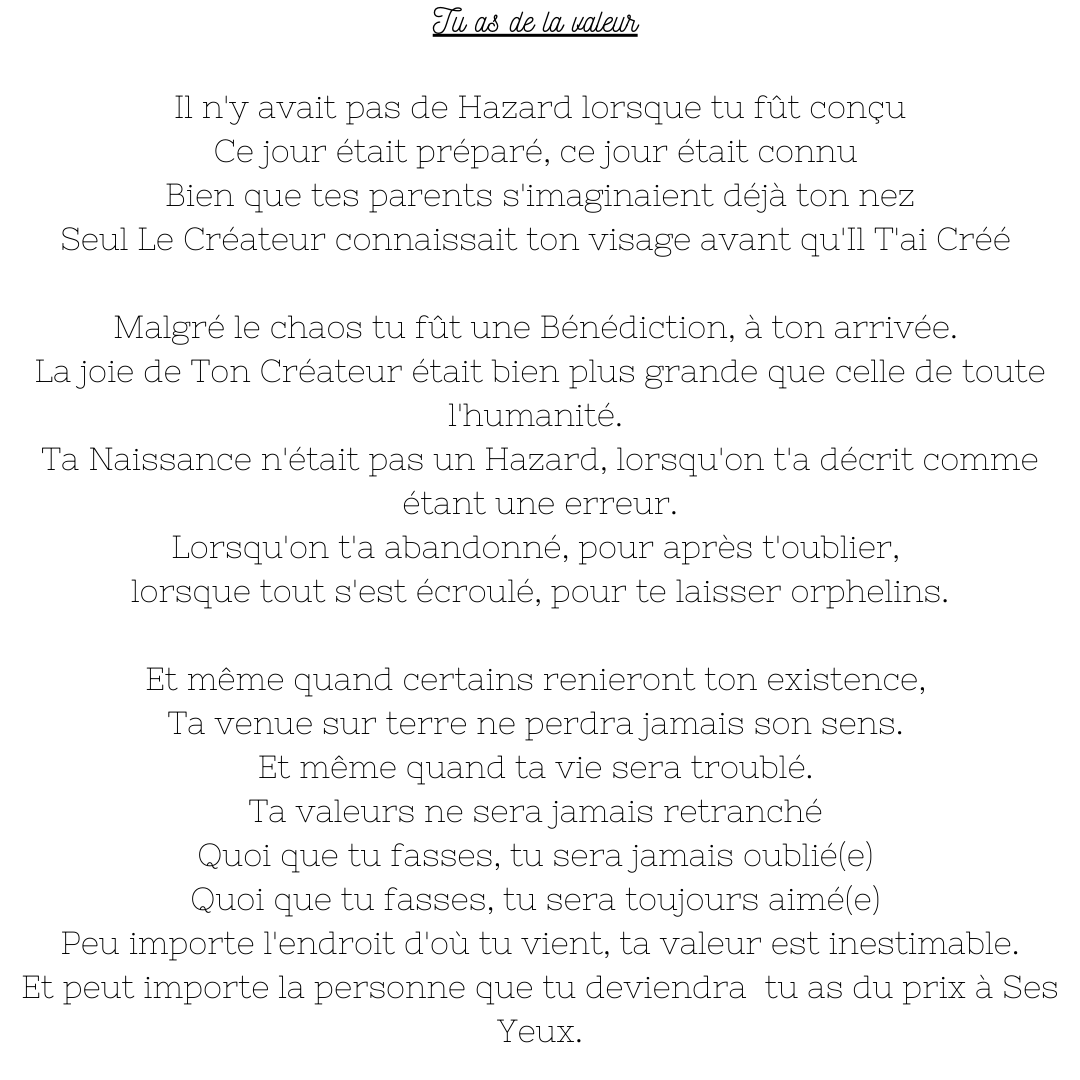 Tu as de la valeur
Il n'y avait pas de Hazard lorsque tu fût conçu
Ce jour était préparé, ce jour était connu
Bien que tes parents s'imaginaient déjà ton nez
Seul Le Créateur connaissait ton visage avant qu'Il T'ai Créé
Malgré le chaos tu fût une Bénédiction, à ton arrivée.
La joie de Ton Créateur était bien plus grande que celle de toute
l'humanité.
Ta Naissance n'était pas un Hazard, lorsqu'on t'a décrit comme
étant une erreur.
Lorsqu'on t'a abandonné, pour après t'oublier,
lorsque tout s'est écroulé, pour te laisser orphelins.
Et même quand certains renieront ton existence,
Ta venue sur terre ne perdra jamais son sens.
Et même quand ta vie sera troublé.
Ta valeurs ne sera jamais retranché
Quoi que tu fasses, tu sera jamais oublié(e)
Quoi que tu fasses, tu sera toujours aimé(e)
Peu importe l'endroit d'où tu vient, ta valeur est inestimable.
Et peut importe la personne que tu deviendra  tu as du prix à Ses
Yeux.